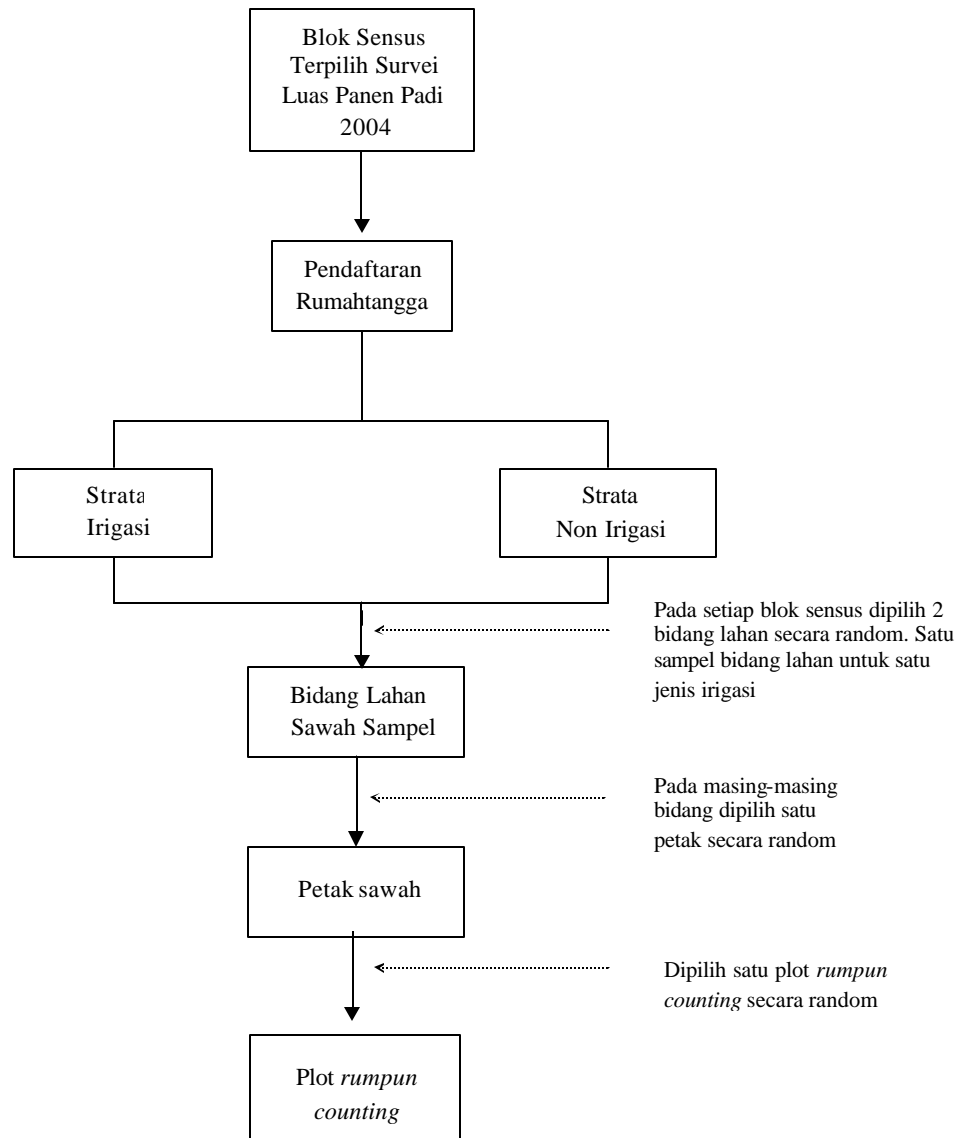 Blok Sensus
Terpilih Survei
Luas Panen Padi
2004
Pendaftaran
Rumahtangga
Strata
Irigasi
Strata
Non Irigasi
Pada setiap blok sensus dipilih 2
bidang lahan secara random. Satu
sampel bidang lahan untuk satu
jenis irigasi
Bidang Lahan
Sawah Sampel
Pada masing-masing
bidang dipilih satu
petak secara random
Petak sawah
Dipilih satu plot rumpun
counting secara random
Plot rumpun
counting